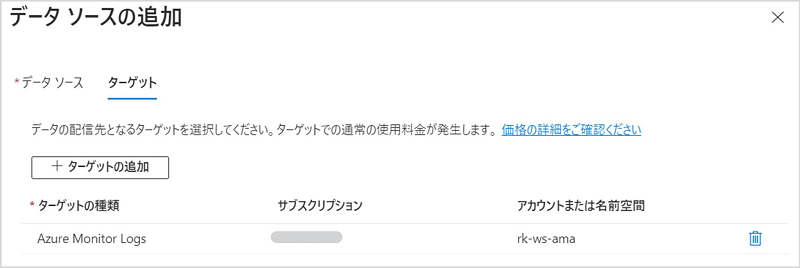 データ ソースの追加
* データ ソース ターゲット
データの配信先となるターゲットを選択してください。ターゲットでの通常の使用料金が発生します。 価格の詳細をご確認ください
+ ターゲットの追加
* ターゲットの種類 サブスクリプション アカウントまたは名前空間
Azure Monitor Logs rk-ws-ama